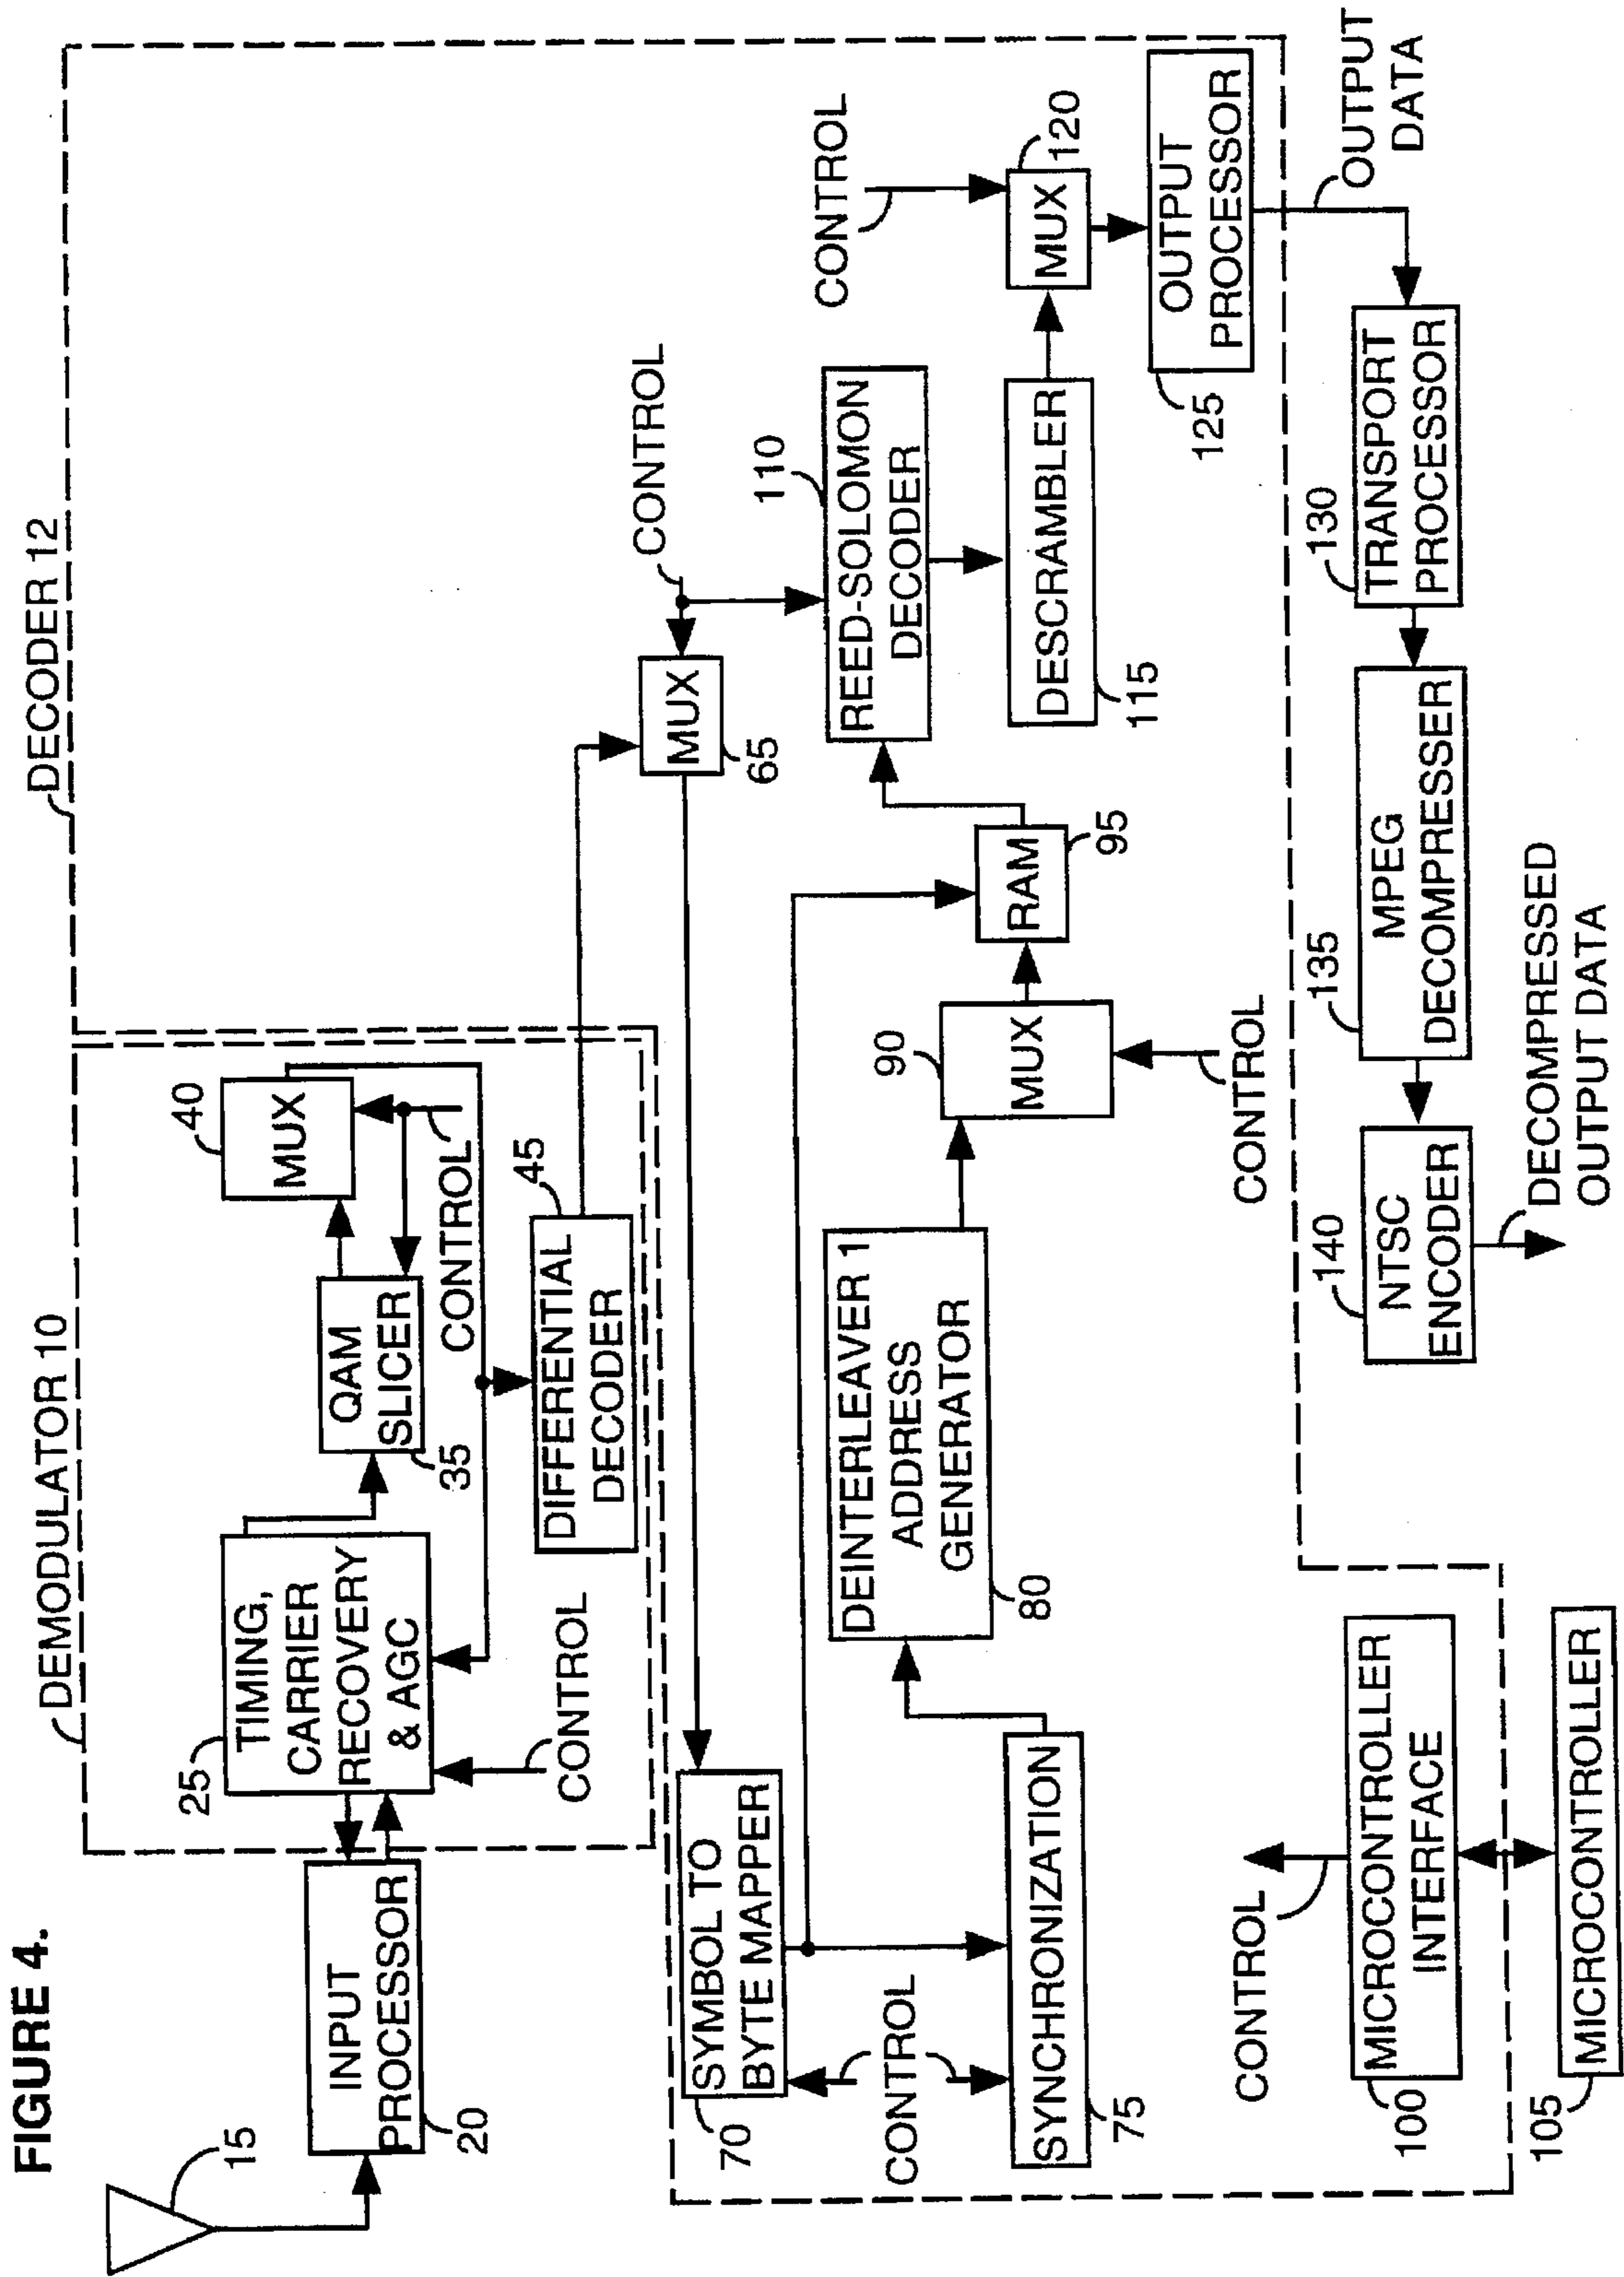 FIGURE 4.
DEMODULATOR 10
DECODER 12
15
INPUT
PROCESSOR
20
25
TIMING,
CARRIER
RECOVERY
& AGC
CONTROL
QAM
SLICER
35
40
MUX
CONTROL
45
DIFFERENTIAL
DECODER
CONTROL
MUX
65
SYMBOL TO
BYTE MAPPER
70
CONTROL
SYNCHRONIZATION
75
DEINTERLEAVER 1
ADDRESS
GENERATOR
80
90
MUX
CONTROL
RAM
95
110
REED-SOLOMON
DECODER
DESCRAMBLER
115
CONTROL
MUX
120
OUTPUT
PROCESSOR
125
OUTPUT
DATA
CONTROL
MICROCONTROLLER
INTERFACE
100
MICROCONTROLLER
105
130
TRANSPORT
PROCESSOR
135
MPEG
DECOMPRESSER
140
NTSC
ENCODER
DECOMPRESSED
OUTPUT DATA